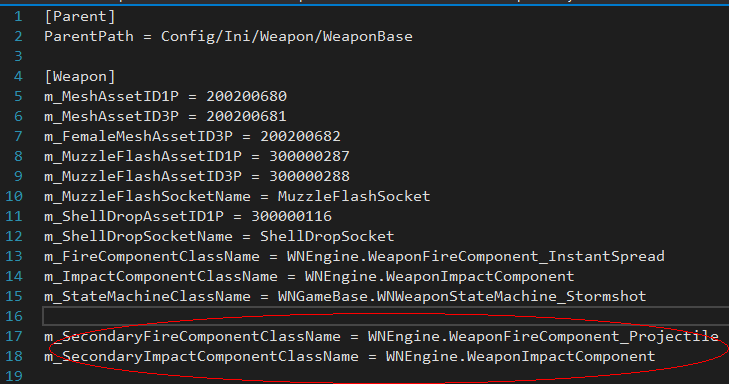 1 [Parent]
2 ParentPath = Config/Ini/Weapon/WeaponBase
3
4 [Weapon]
5 m_MeshAssetID1P = 200200680
6 m_MeshAssetID3P = 200200681
7 m_FemaleMeshAssetID3P = 200200682
8 m_MuzzleFlashAssetID1P = 300000287
9 m_MuzzleFlashAssetID3P = 300000288
10 m_MuzzleFlashSocketName = MuzzleFlashSocket
11 m_ShellDropAssetID1P = 300000116
12 m_ShellDropSocketName = ShellDropSocket
13 m_FireComponentClassName = WNEngine.WeaponFireComponent_InstantSpread
14 m_ImpactComponentClassName = WNEngine.WeaponImpactComponent
15 m_StateMachineClassName = WNGameBase.WNWeaponStateMachine_Stormshot
16
17 m_SecondaryFireComponentClassName = WNEngine.WeaponFireComponent_Projectile
18 m_SecondaryImpactComponentClassName = WNEngine.WeaponImpactComponent
19